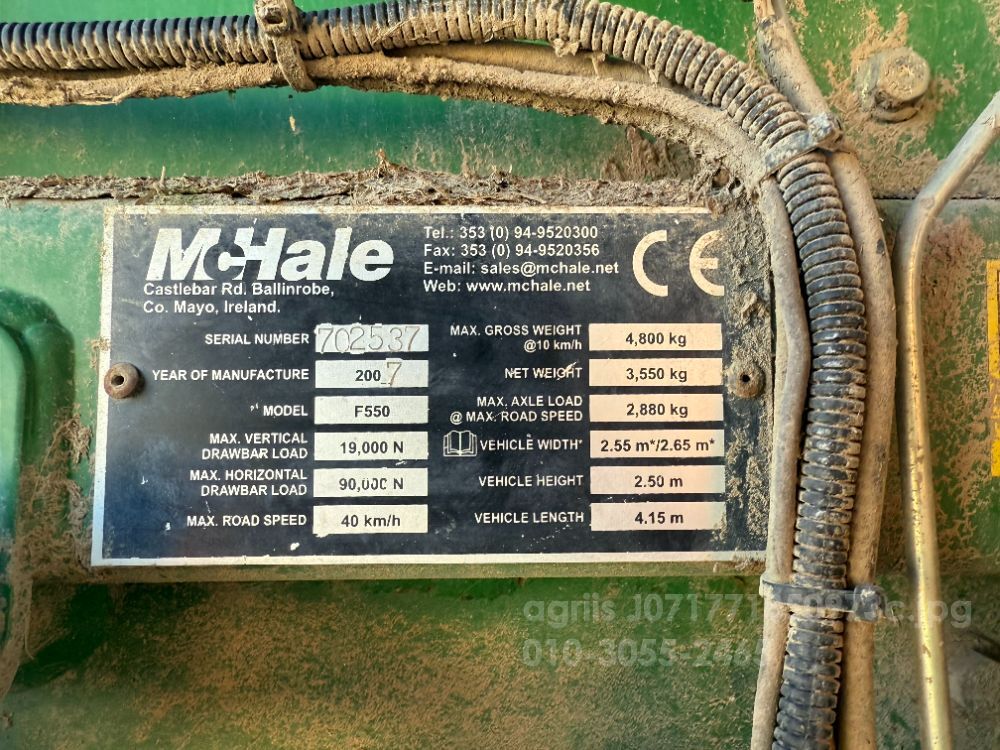 McHale
Castlebar Rd. Ballinrobe,
Co. Mayo, Ireland.
Tel.: 353 (0) 94-9520300
Fax: 353 (0) 94-9520356
E-mail: sales@mchale.net
Web: www.mchale.net
CE
SERIAL NUMBER 702537
YEAR OF MANUFACTURE 2007
MODEL F550
MAX. VERTICAL
DRAWBAR LOAD 19,000 N
MAX. HORIZONTAL
DRAWBAR LOAD 90,000 N
MAX. ROAD SPEED 40 km/h
MAX. GROSS WEIGHT
@10 km/h 4,800 kg
NET WEIGHT 3,550 kg
MAX. AXLE LOAD
@ MAX. ROAD SPEED 2,880 kg
VEHICLE WIDTH* 2.55 m*/2.65 m*
VEHICLE HEIGHT 2.50 m
VEHICLE LENGTH 4.15 m
agriis